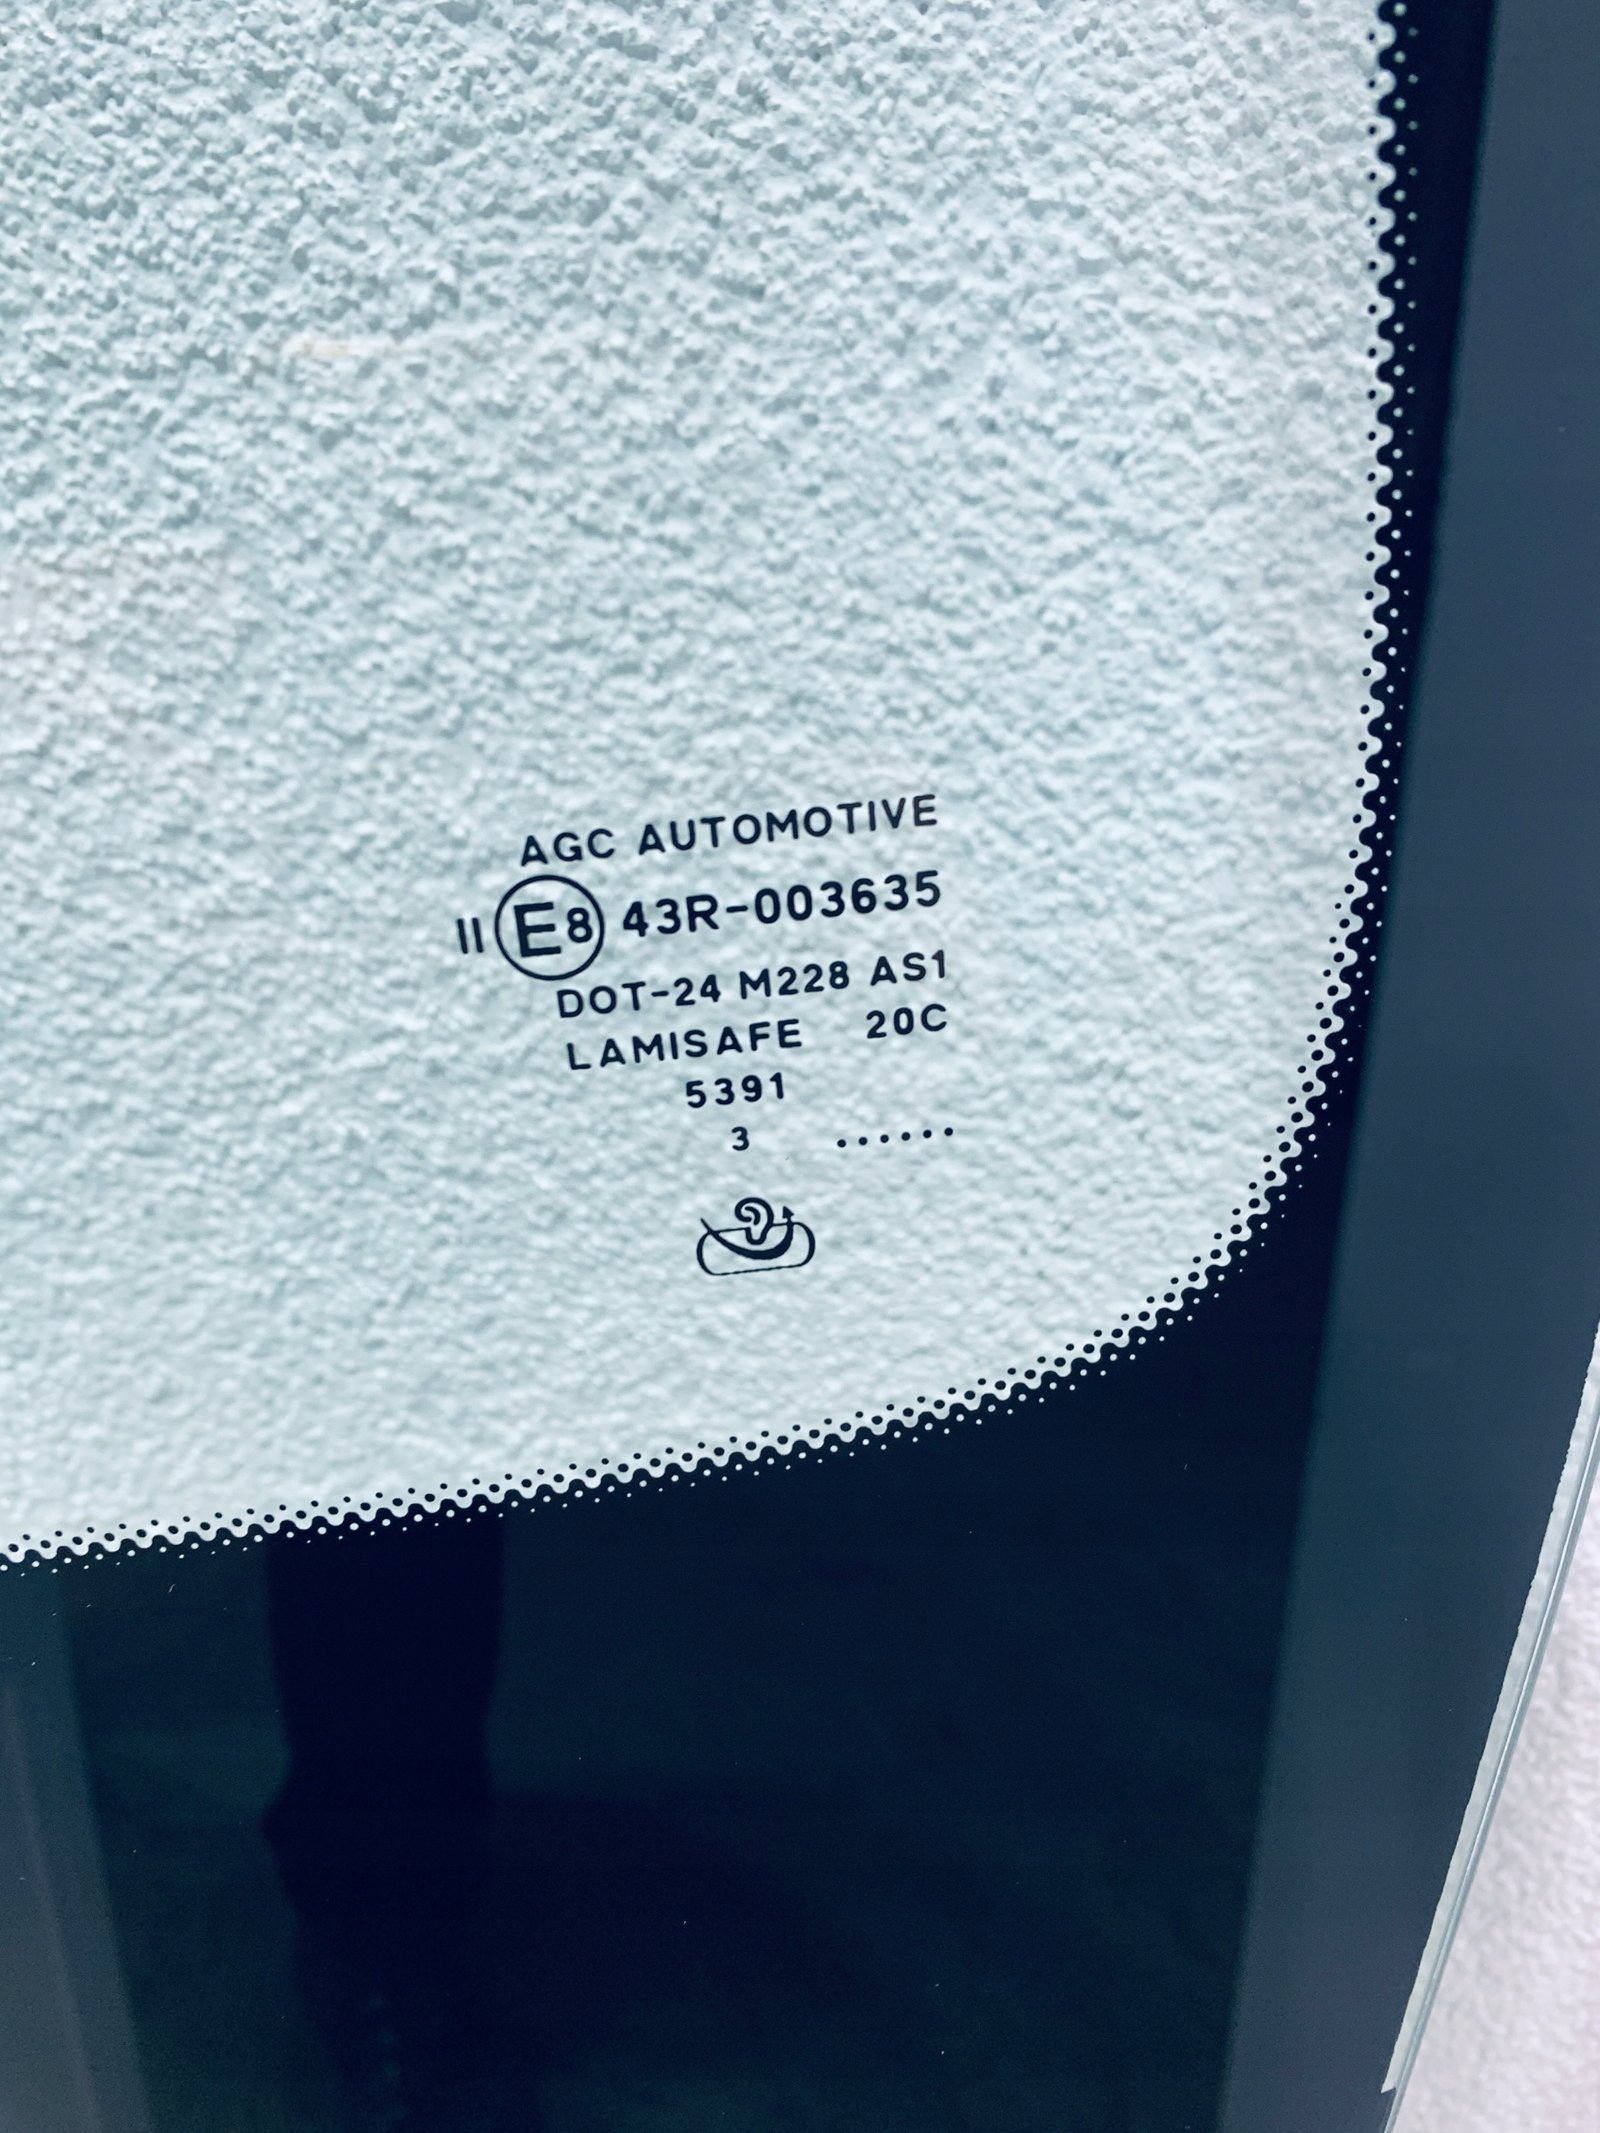 AGC AUTOMOTIVE
II E8 43R-003635
DOT-24 M228 AS1
LAMISAFE 20C
5391
3 ......